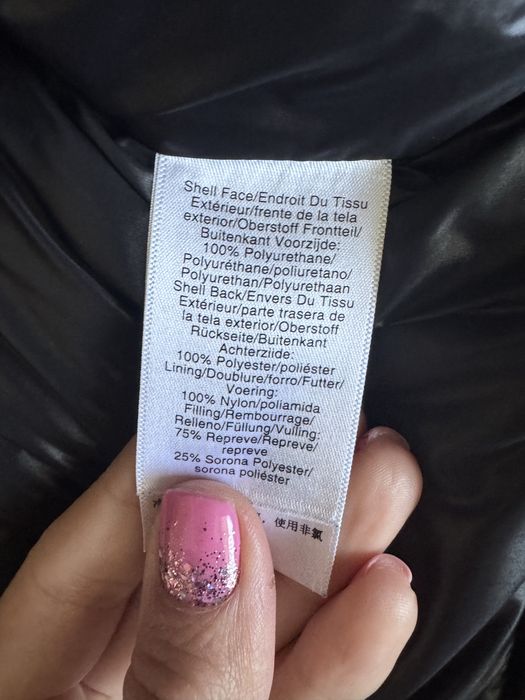 Shell Face/Endroit Du Tissu
Extérieur/frente de la tela
exterior/Oberstoff Frontteil/
Buitenkant Voorzijde:
100% Polyurethane/
Polyuréthane/poliuretano/
Polyurethan/Polyurethaan
Shell Back/Envers Du Tissu
Extérieur/parte trasera de
la tela exterior/Oberstoff
Rückseite/Buitenkant
Achterziide:
100% Polyester/poliéster
Lining/Doublure/forro/Futter/
Voering:
100% Nylon/poliamida
Filling/Rembourrage/
Relleno/Füllung/Vulling:
75% Repreve/Repreve/
repreve
25% Sorona Polyester/
sorona poliéster
使用非氯